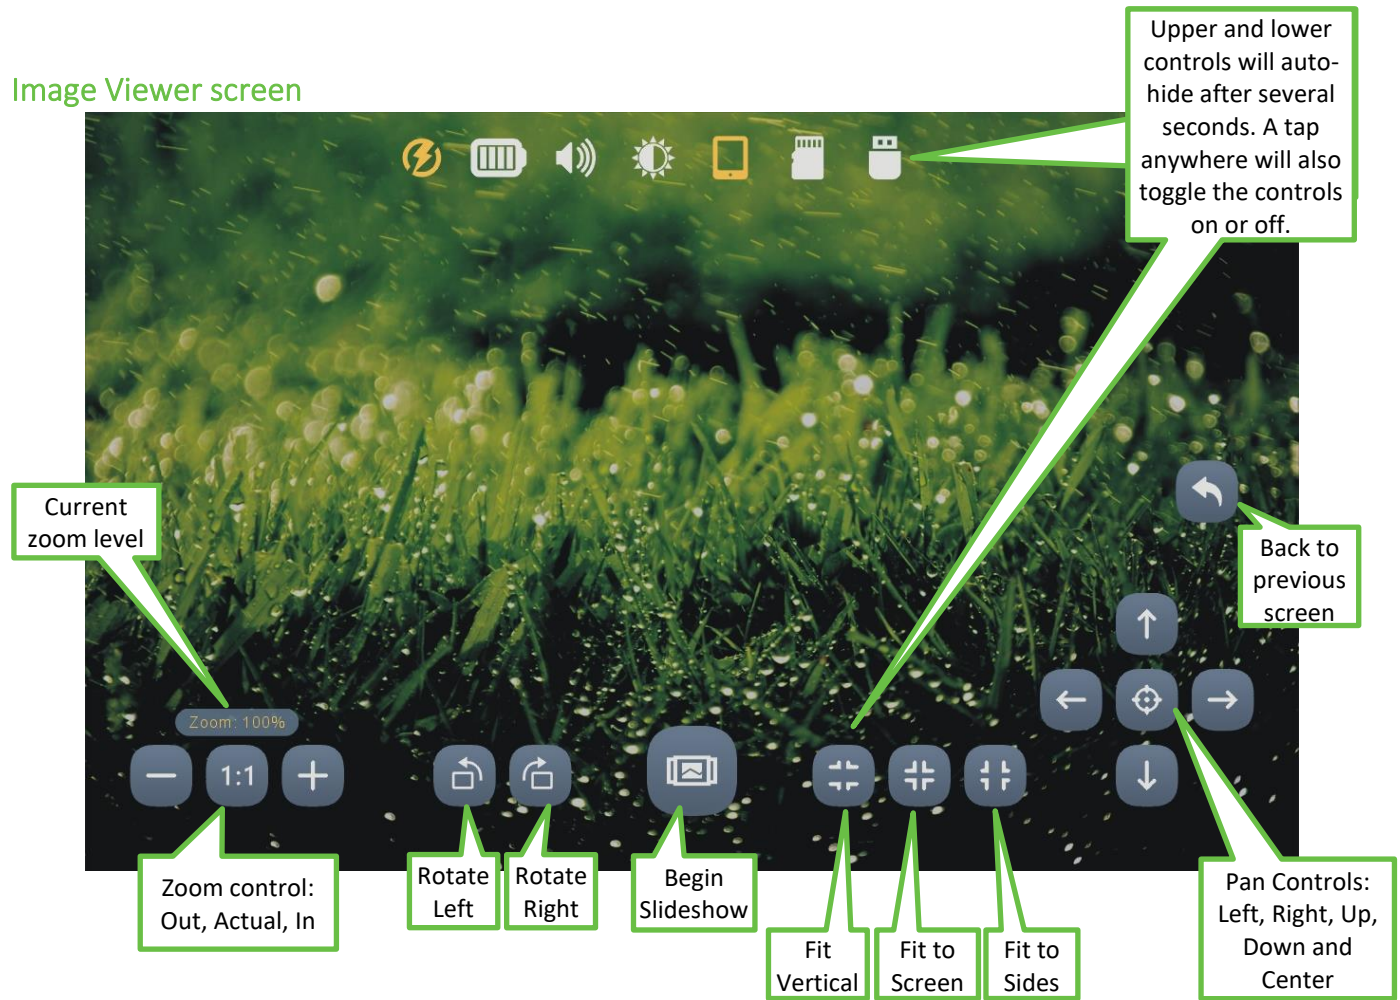 Image Viewer screen
Upper and lower
controls will auto-
hide after several
seconds. A tap
anywhere will also
toggle the controls
on or off.
Current
zoom level
Back to
previous
screen
Zoom: 100%
1:1
Zoom control:
Out, Actual, In
Rotate
Left
Rotate
Right
Begin
Slideshow
Fit
Vertical
Fit to
Screen
Fit to
Sides
Pan Controls:
Left, Right, Up,
Down and
Center